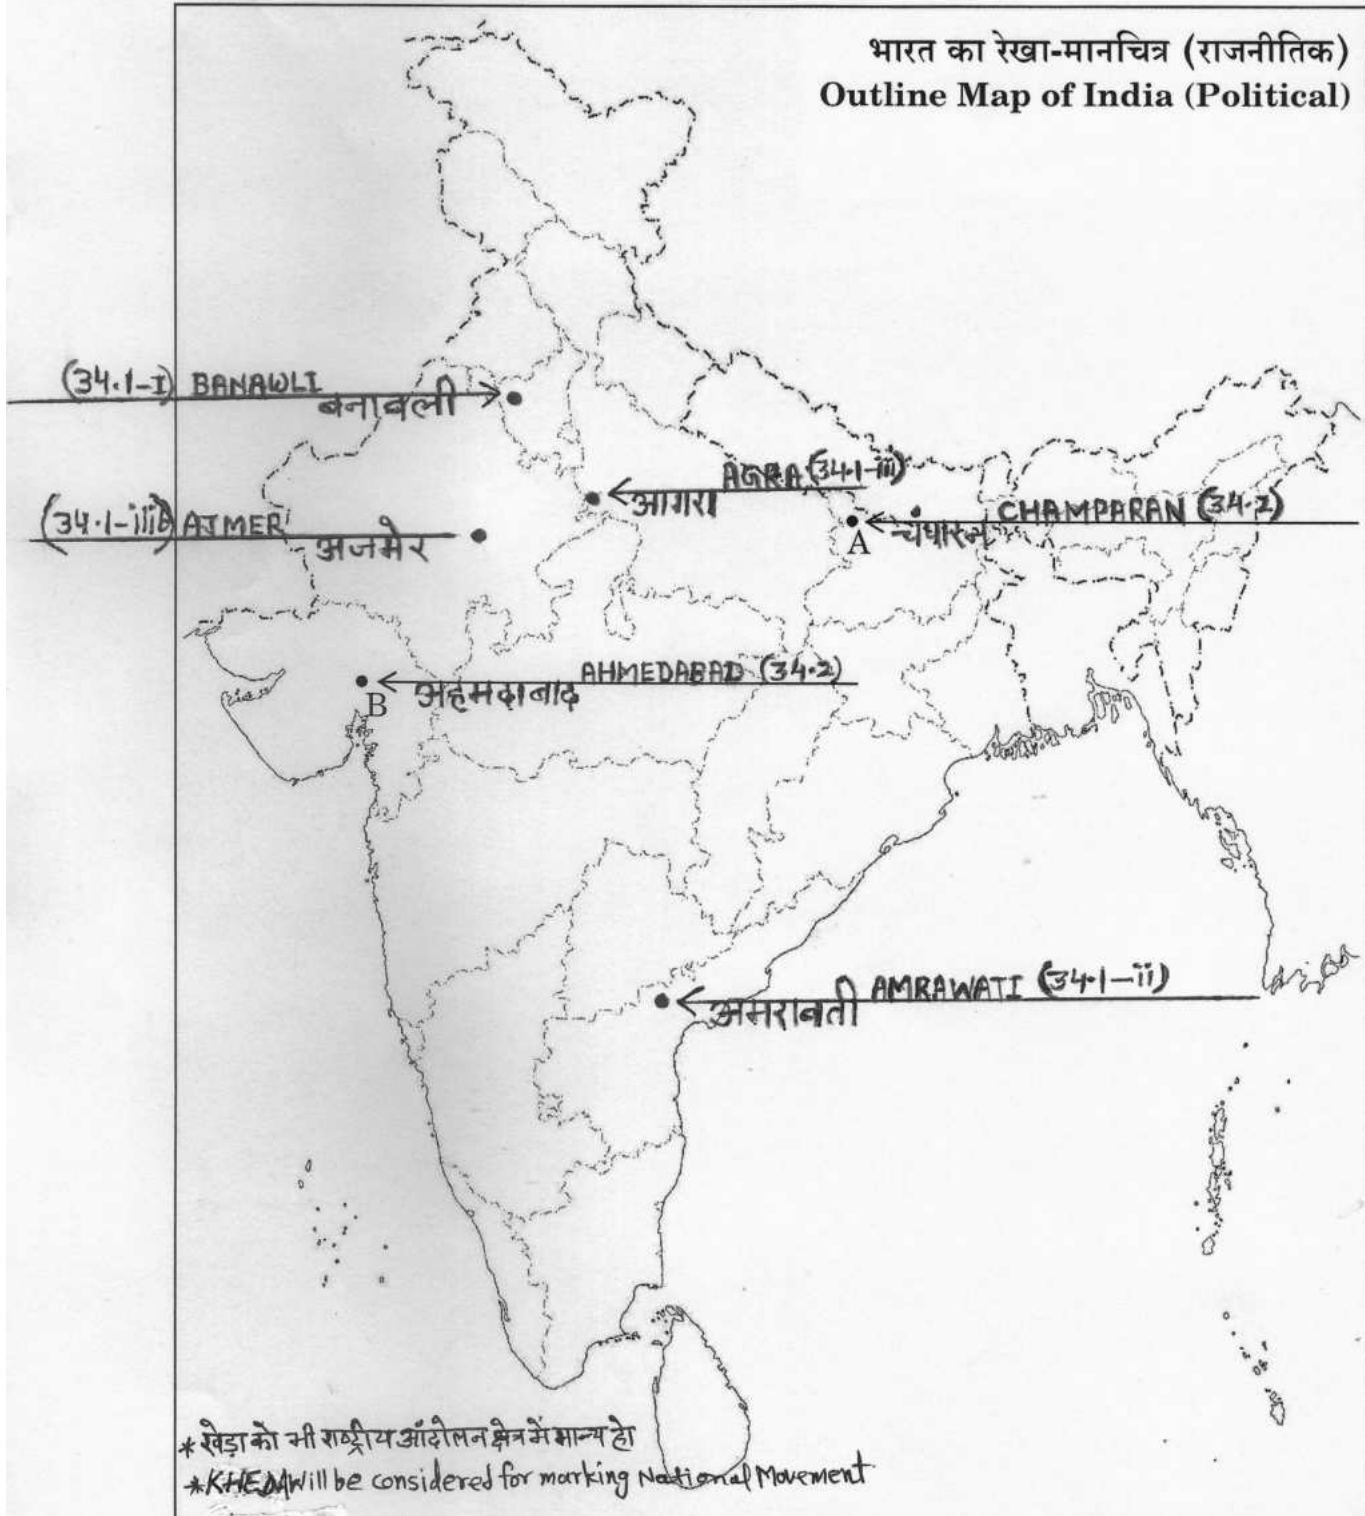 भारत का रेखा-मानचित्र (राजनीतिक)
Outline Map of India (Political)
(34.1-I) BANAWLI
बनावली
AGRA (34.1-iii)
आगरा
CHAMPARAN (34.2)
A चंपारन
(34.1-iii) AJMER
अजमेर
AHMEDABAD (34.2)
B अहमदाबाद
AMRAWATI (34.1-ii)
अमरावती
* खेड़ा को भी राष्ट्रीय आंदोलन क्षेत्र में मान्य हो
* KHEDA Will be considered for marking National Movement